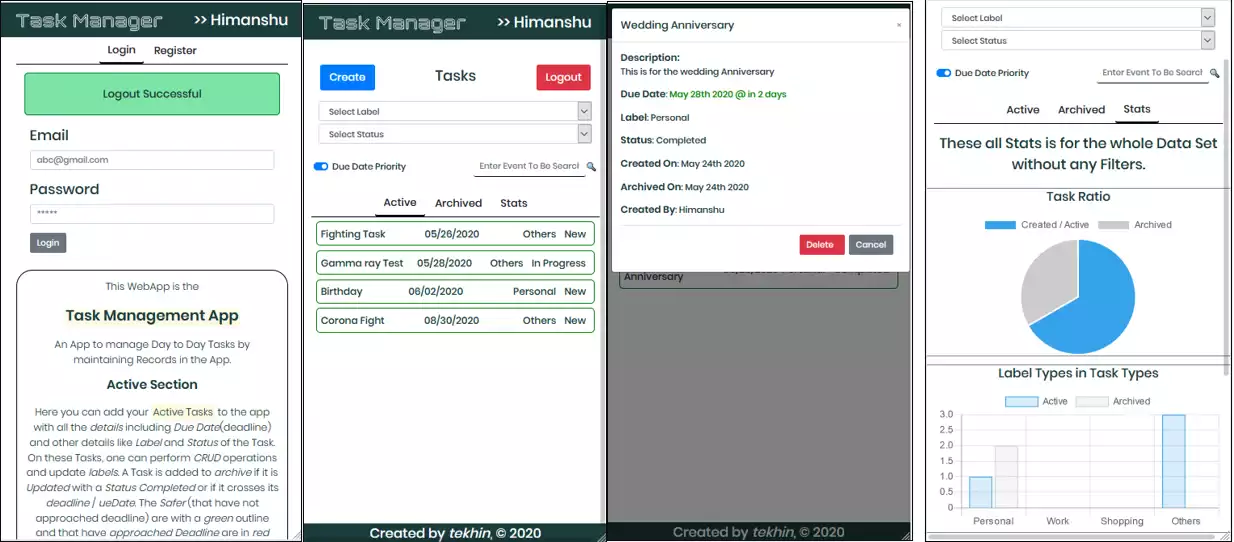 Task Manager >> Himanshu
Login Register
Logout Successful
Email
abc@gmail.com
Password
*****
Login
This WebApp is the
Task Management App
An App to manage Day to Day Tasks by
maintaining Records in the App.
Active Section
Here you can add your Active Tasks to the app
with all the details including Due Date(deadline)
and other details like Label and Status of the Task.
On these Tasks, one can perform CRUD operations
and update labels. A Task is added to archive if it is
Updated with a Status Completed or if it crosses its
deadline / ueDate. The Safer (that have not
approached deadline) are with a green outline
and that have approached Deadline are in red
Task Manager >> Himanshu
Create Tasks Logout
Select Label
Select Status
Due Date Priority Enter Event To Be Search
Active Archived Stats
Fighting Task 05/26/2020 Others New
Gamma ray Test 05/28/2020 Others In Progress
Birthday 06/02/2020 Personal New
Corona Fight 08/30/2020 Others New
Created by tekhin, © 2020
Wedding Anniversary ×
Description:
This is for the wedding Anniversary
Due Date: May 28th 2020 @ in 2 days
Label: Personal
Status: Completed
Created On: May 24th 2020
Archived On: May 24th 2020
Created By: Himanshu
Delete Cancel
Anniversary
Created by tekhin, © 2020
Select Label
Select Status
Due Date Priority Enter Event To Be Search
Active Archived Stats
These all Stats is for the whole Data Set
without any Filters.
Task Ratio
Created / Active Archived
Label Types in Task Types
Active Archived
3.0
2.5
2.0
1.5
1.0
0.5
0
Personal Work Shopping Others